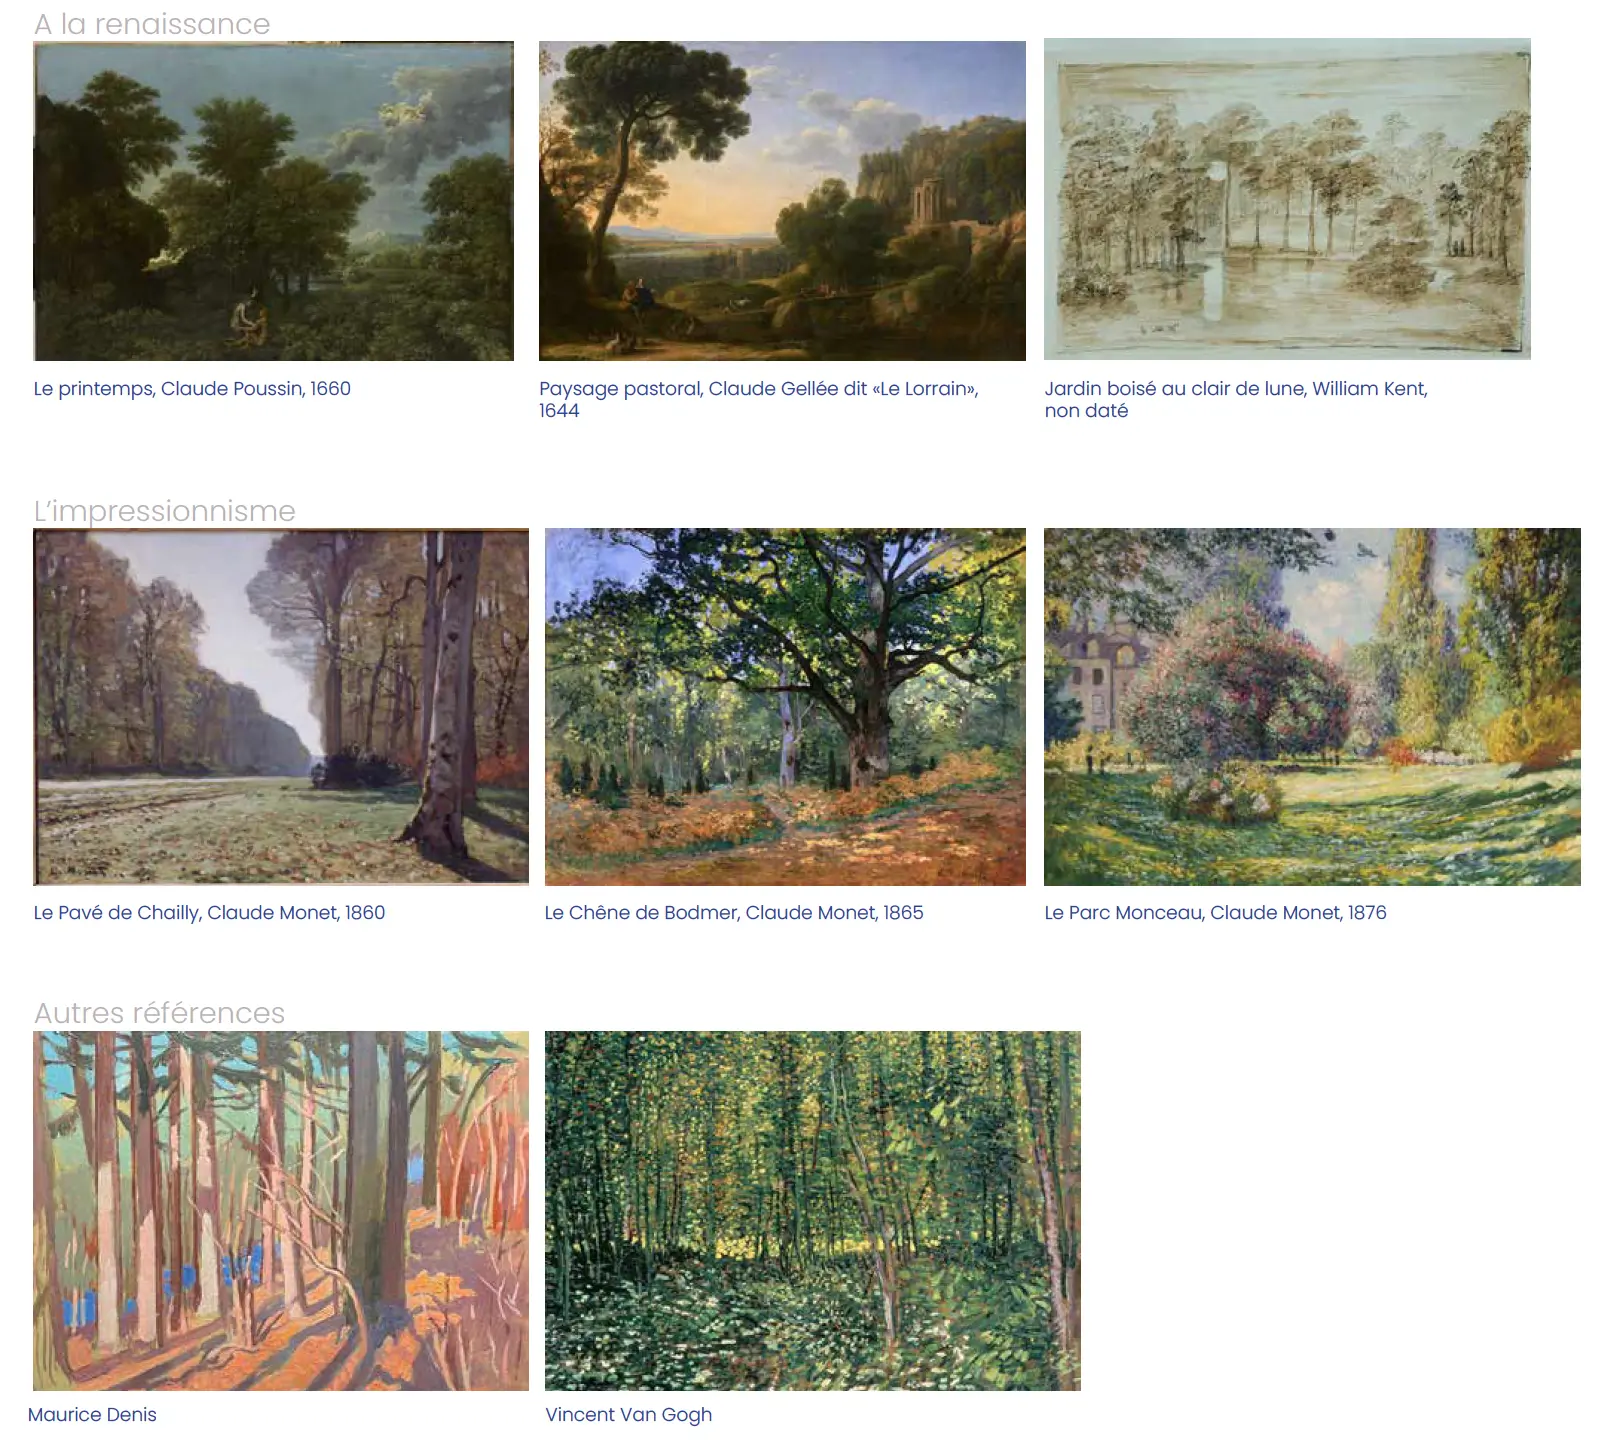 A la renaissance
Le printemps, Claude Poussin, 1660
Paysage pastoral, Claude Gellée dit «Le Lorrain»,
1644
Jardin boisé au clair de lune, William Kent,
non daté
L'impressionnisme
Le Pavé de Chailly, Claude Monet, 1860
Le Chêne de Bodmer, Claude Monet, 1865
Le Parc Monceau, Claude Monet, 1876
Autres références
Maurice Denis
Vincent Van Gogh